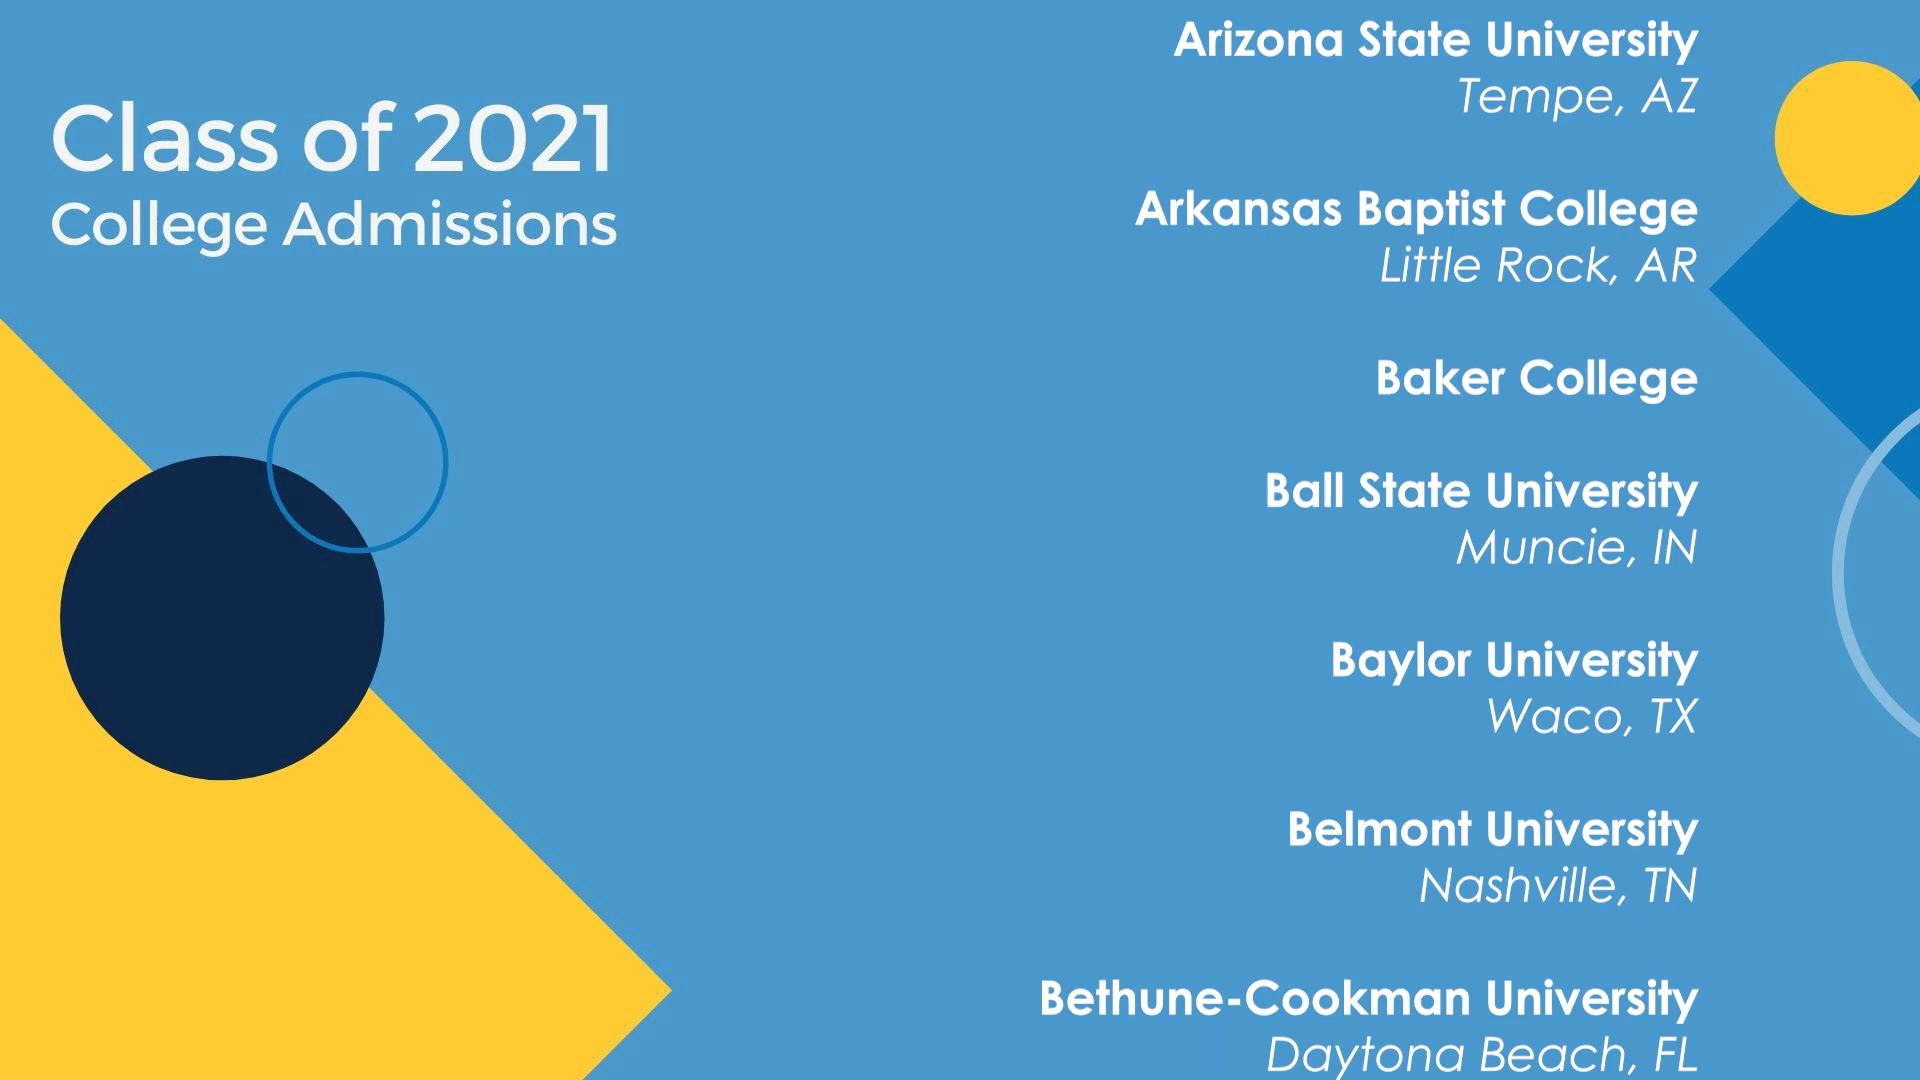 Class of 2021
College Admissions
Arizona State University
Tempe, AZ
Arkansas Baptist College
Little Rock, AR
Baker College
Ball State University
Muncie, IN
Baylor University
Waco, TX
Belmont University
Nashville, TN
Bethune-Cookman University
Daytona Beach, FL